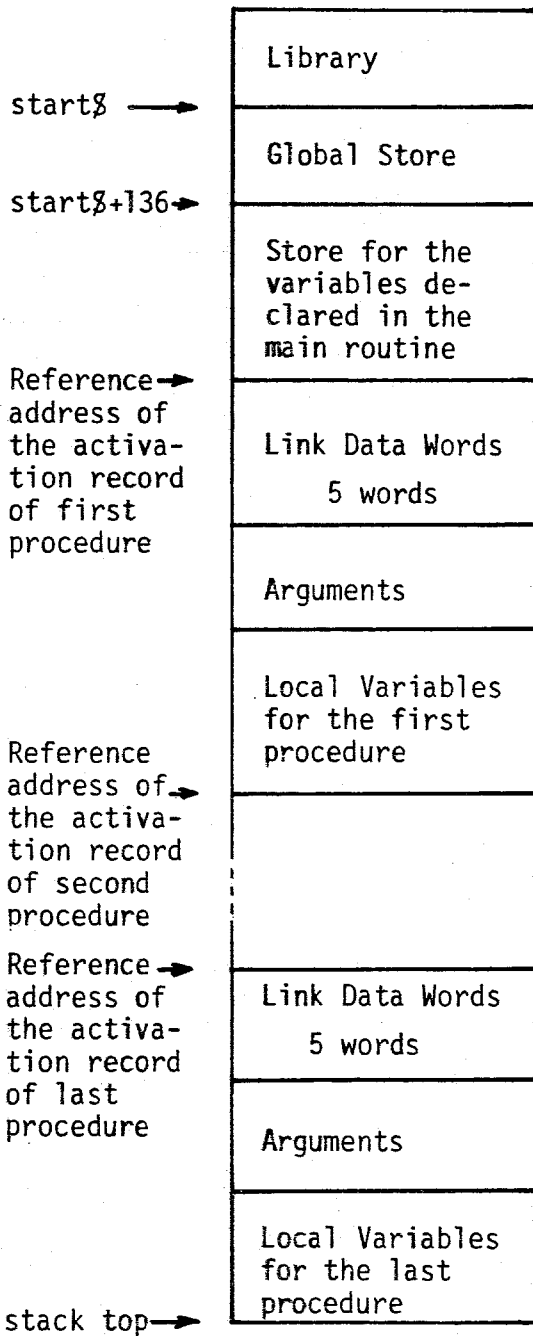 Library
start%
Global Store
start%+136
Store for the
variables de-
clared in the
main routine
Reference
address of
the activa-
tion record
of first
procedure
Link Data Words
5 words
Arguments
Local Variables
for the first
procedure
Reference
address of
the activa-
tion record
of second
procedure
Reference
address of
the activa-
tion record
of last
procedure
Link Data Words
5 words
Arguments
Local Variables
for the last
procedure
stack top